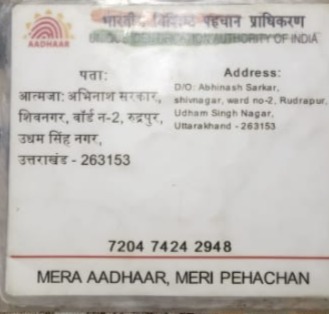 AADHAAR
भारतीय विशिष्ट पहचान प्राधिकरण
IDENTIFICATION AUTHORITY OF INDIA
पता:
आत्मजा: अभिनाश सरकार,
शिवनगर, वॉर्ड न-2, रुद्रपुर,
उधम सिंह नगर,
उत्तराखंड - 263153
Address:
D/O: Abhinash Sarkar,
shivnagar, ward no-2, Rudrapur,
Udham Singh Nagar,
Uttarakhand - 263153
7204 7424 2948
MERA AADHAAR, MERI PEHACHAN